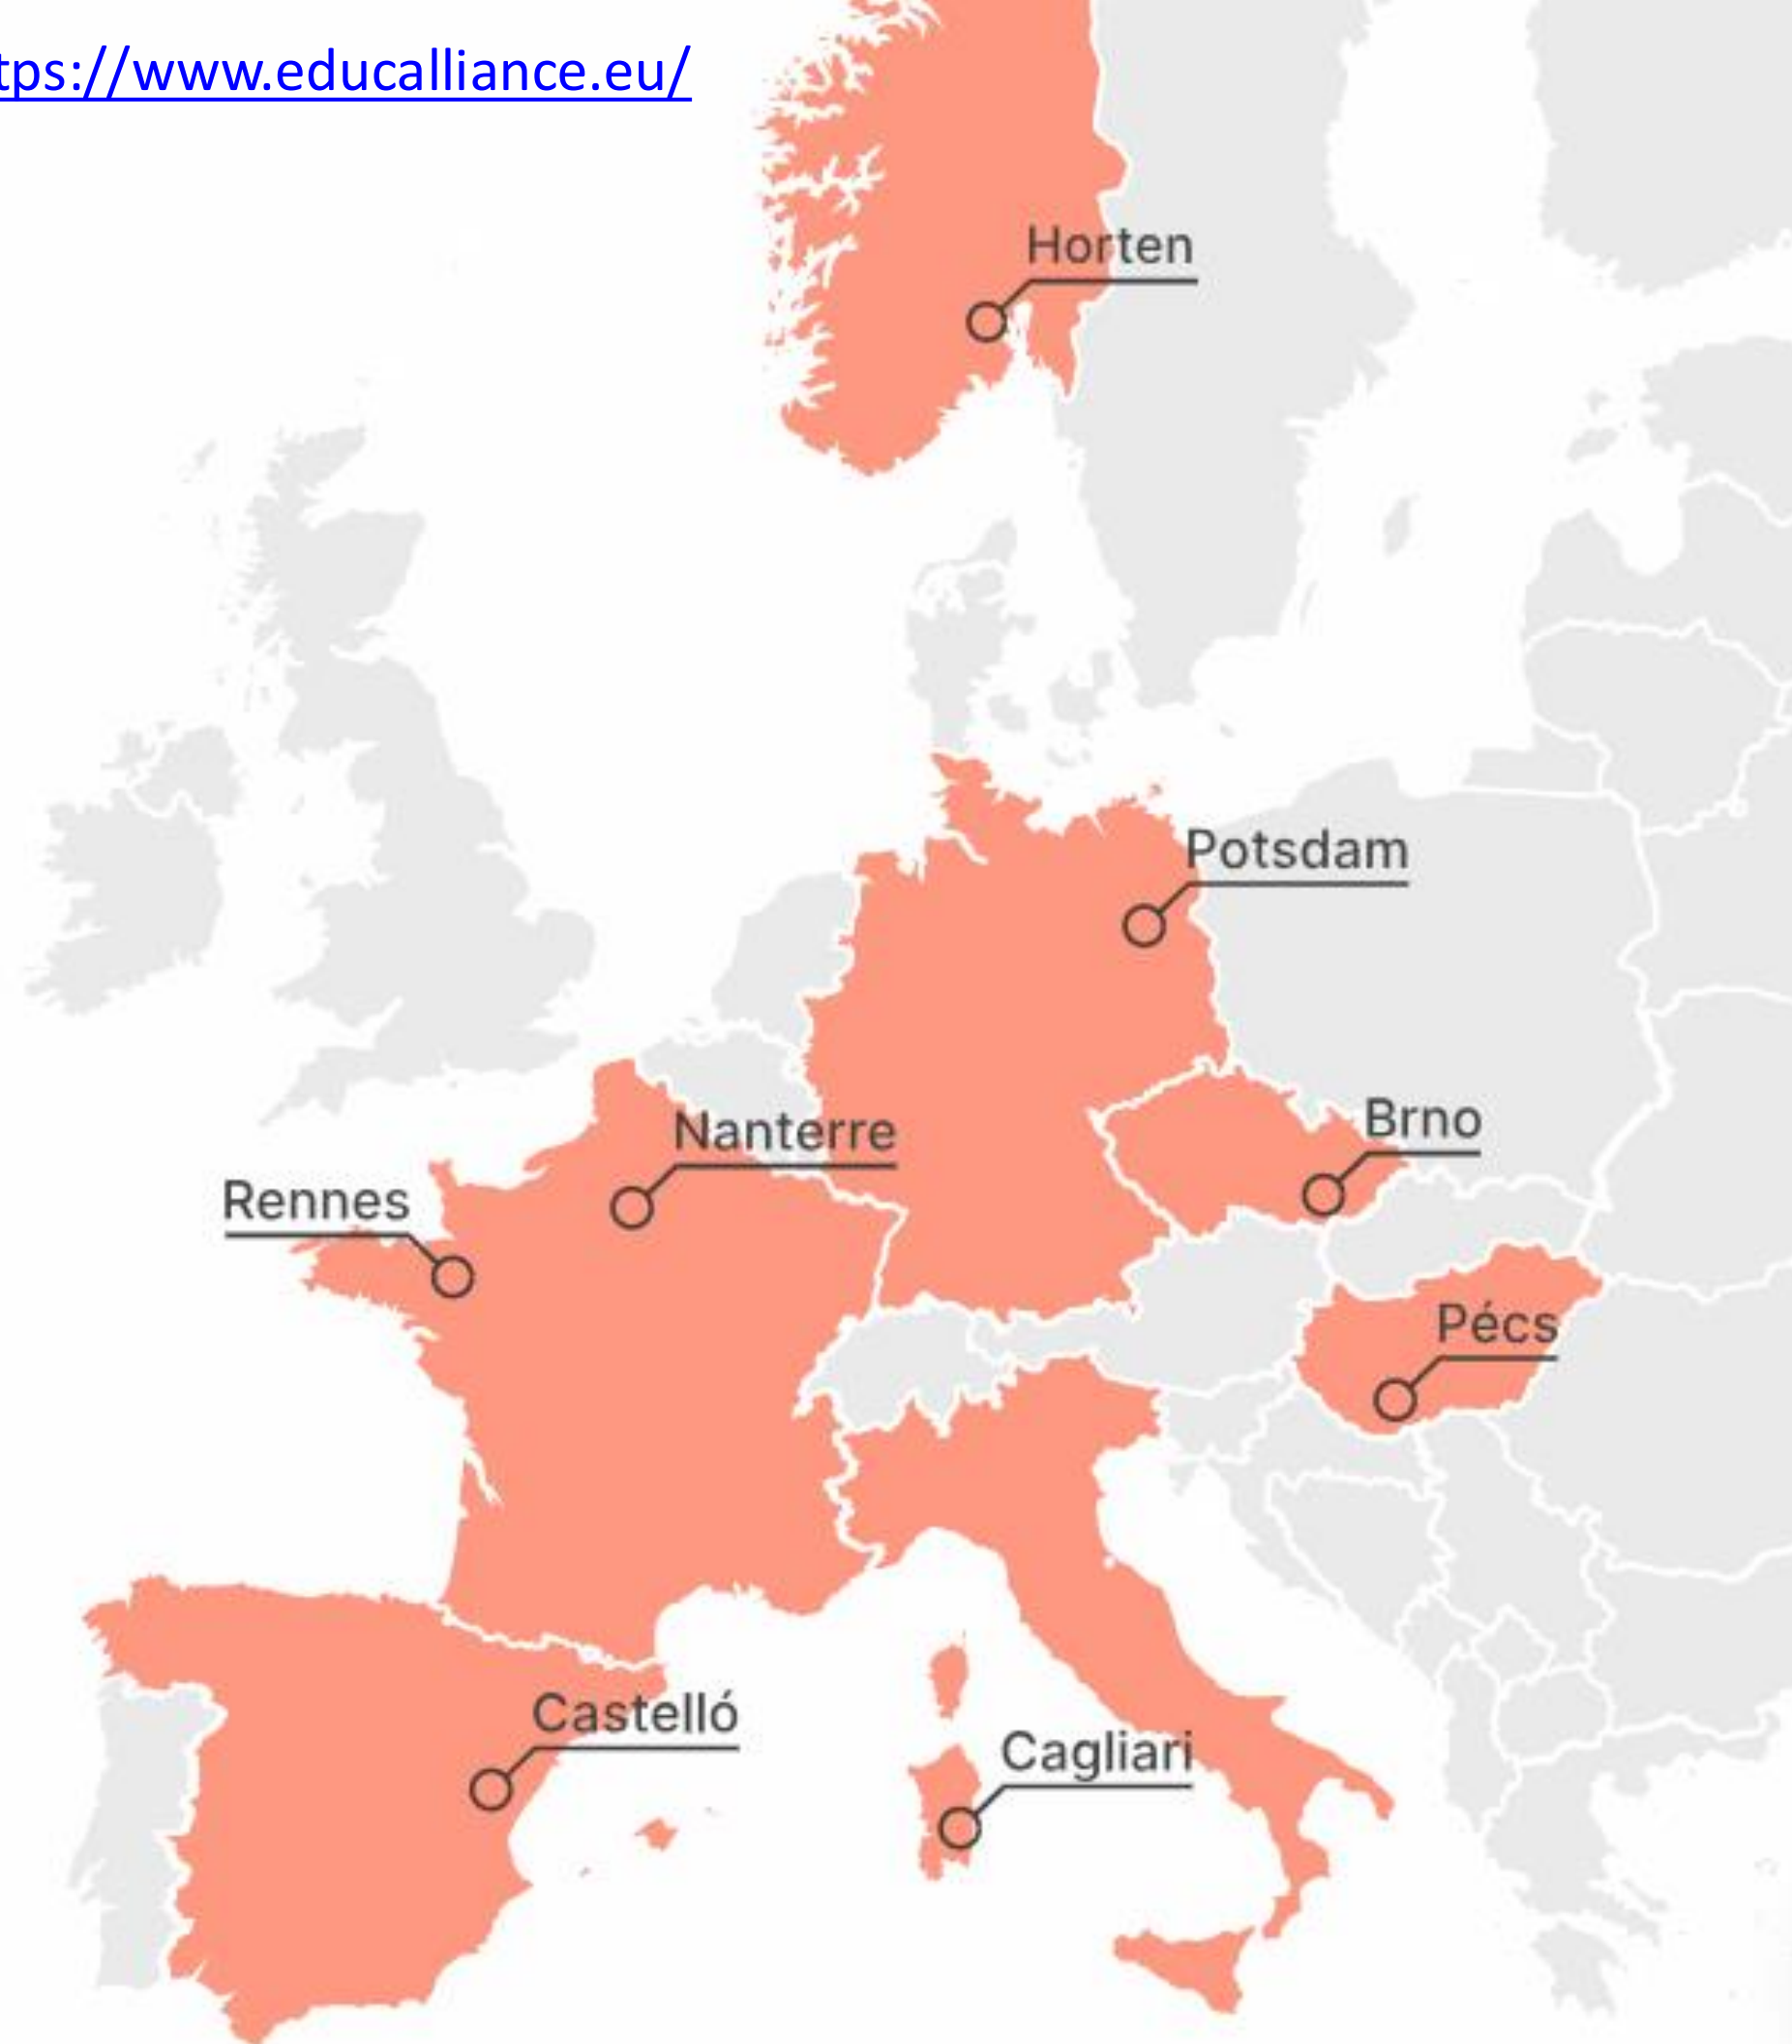 tps://www.educalliance.eu/
Horten
Potsdam
Nanterre
Brno
Rennes
Pécs
Castelló
Cagliari